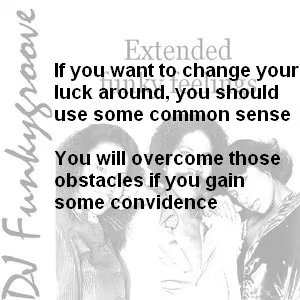 DJ Funkygroove
Extended
funky feelings
If you want to change your
luck around, you should
use some common sense
You will overcome those
obstacles if you gain
some convidence